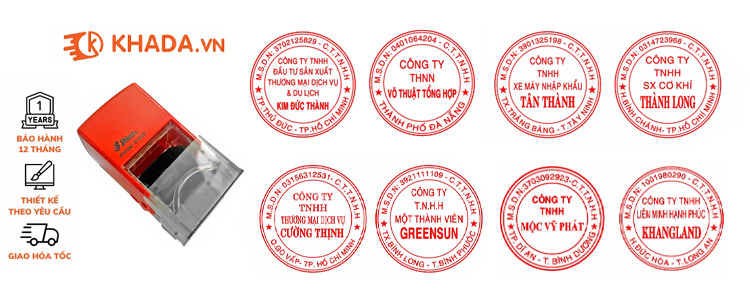 KHADA.VN
1
YEARS
BẢO HÀNH
12 THÁNG
THIẾT KẾ
THEO YÊU CẦU
GIAO HỎA TỐC
Shiny
M.S.D.N: 3702125829 - C.T.T.N.H.H
CÔNG TY TNHH
ĐẦU TƯ SẢN XUẤT
THƯƠNG MẠI DỊCH VỤ
& DU LỊCH
KIM ĐỨC THÀNH
TP.THỦ ĐỨC - TP.HỒ CHÍ MINH
M.S.D.N: 0401064204 - C.T.T.N.H.H
CÔNG TY
THNN
VÕ THUẬT TỔNG HỢP
THÀNH PHỐ ĐÀ NẴNG
M.S.D.N: 3901325198 - C.T.T.N.H.H
CÔNG TY
TNHH
XE MÁY NHẬP KHẨU
TÂN THÀNH
TX.TRẢNG BÀNG - T.TÂY NINH
M.S.D.N: 0314723968 - C.T.T.N.H.H
CÔNG TY
TNHH
SX CƠ KHÍ
THÀNH LONG
H.BÌNH CHÁNH - TP.HỒ CHÍ MINH
M.S.D.N: 03156312531 - C.T.T.N.H.H
CÔNG TY
TNHH
THƯƠNG MẠI DỊCH VỤ
CƯỜNG THỊNH
Q.GÒ VẤP - TP.HỒ CHÍ MINH
M.S.D.N: 3921111109 - C.T.T.N.H.H
CÔNG TY
T.N.H.H
MỘT THÀNH VIÊN
GREENSUN
TX.BÌNH LONG - T.BÌNH PHƯỚC
M.S.D.N: 3703092923 - C.T.T.N.H.H
CÔNG TY
TNHH
MỘC VỸ PHÁT
TP.DĨ AN - T. BÌNH DƯƠNG
M.S.D.N: 1901980290 - C.T.T.N.H.H
CÔNG TY TNHH
LIÊN MINH HẠNH PHÚC
KHANGLAND
H.ĐỨC HÒA - T.LONG AN